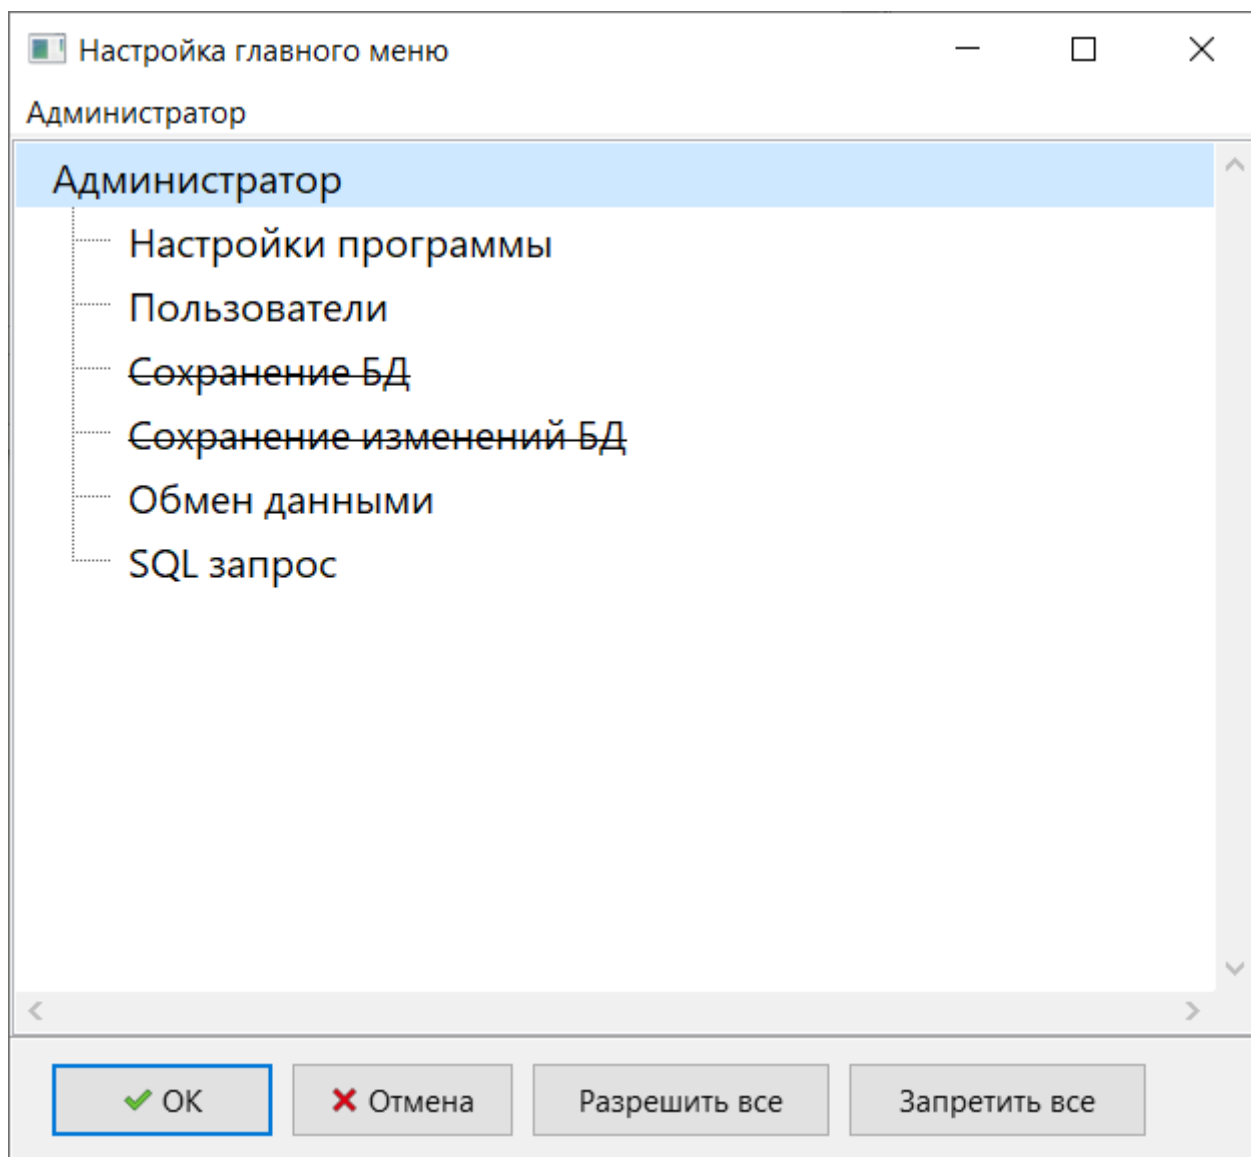 Настройка главного меню
Администратор
Администратор
Настройки программы
Пользователи
Сохранение БД
Сохранение изменений БД
Обмен данными
SQL запрос
ОК
Отмена
Разрешить все
Запретить все